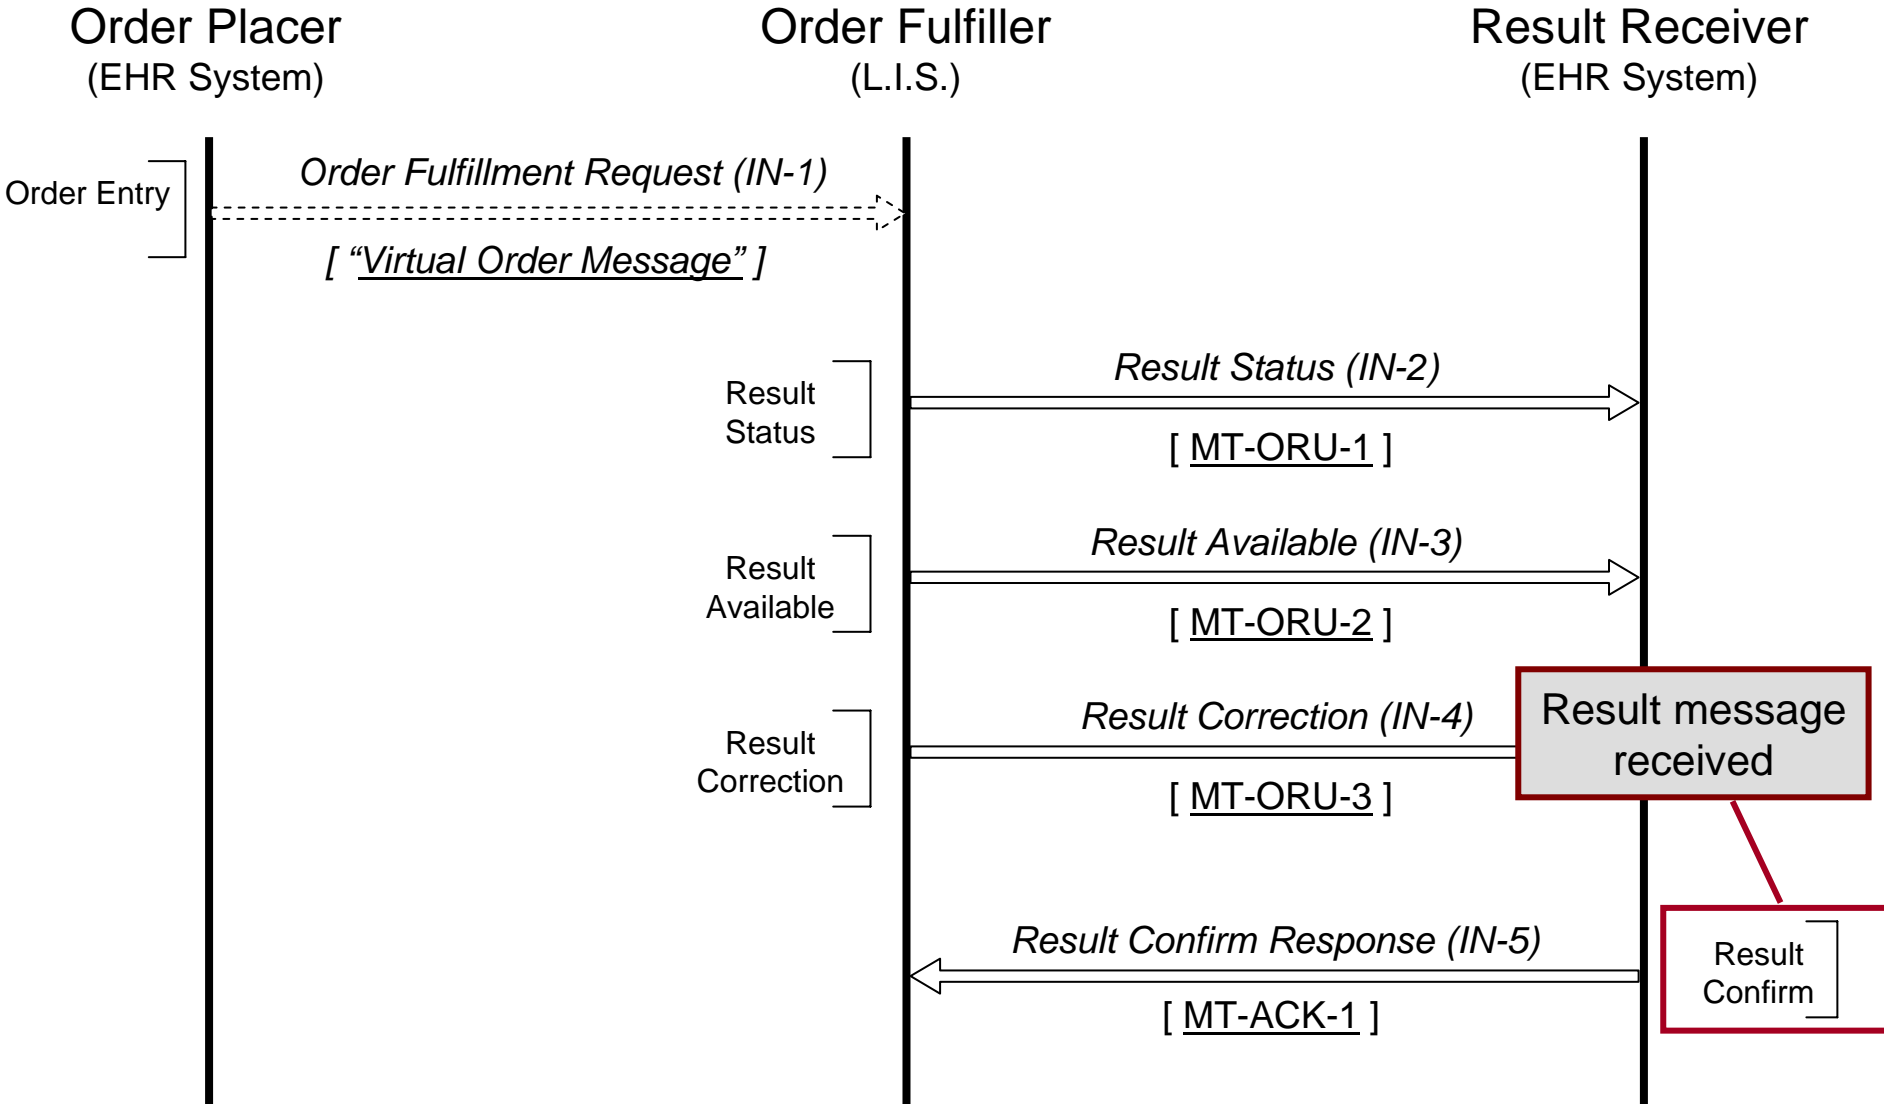 Order Placer
(EHR System)
Order Fulfiller
(L.I.S.)
Result Receiver
(EHR System)
Order Entry
Order Fulfillment Request (IN-1)
[ “Virtual Order Message” ]
Result
Status
Result Status (IN-2)
[ MT-ORU-1 ]
Result
Available
Result Available (IN-3)
[ MT-ORU-2 ]
Result
Correction
Result Correction (IN-4)
[ MT-ORU-3 ]
Result message
received
Result Confirm Response (IN-5)
[ MT-ACK-1 ]
Result
Confirm